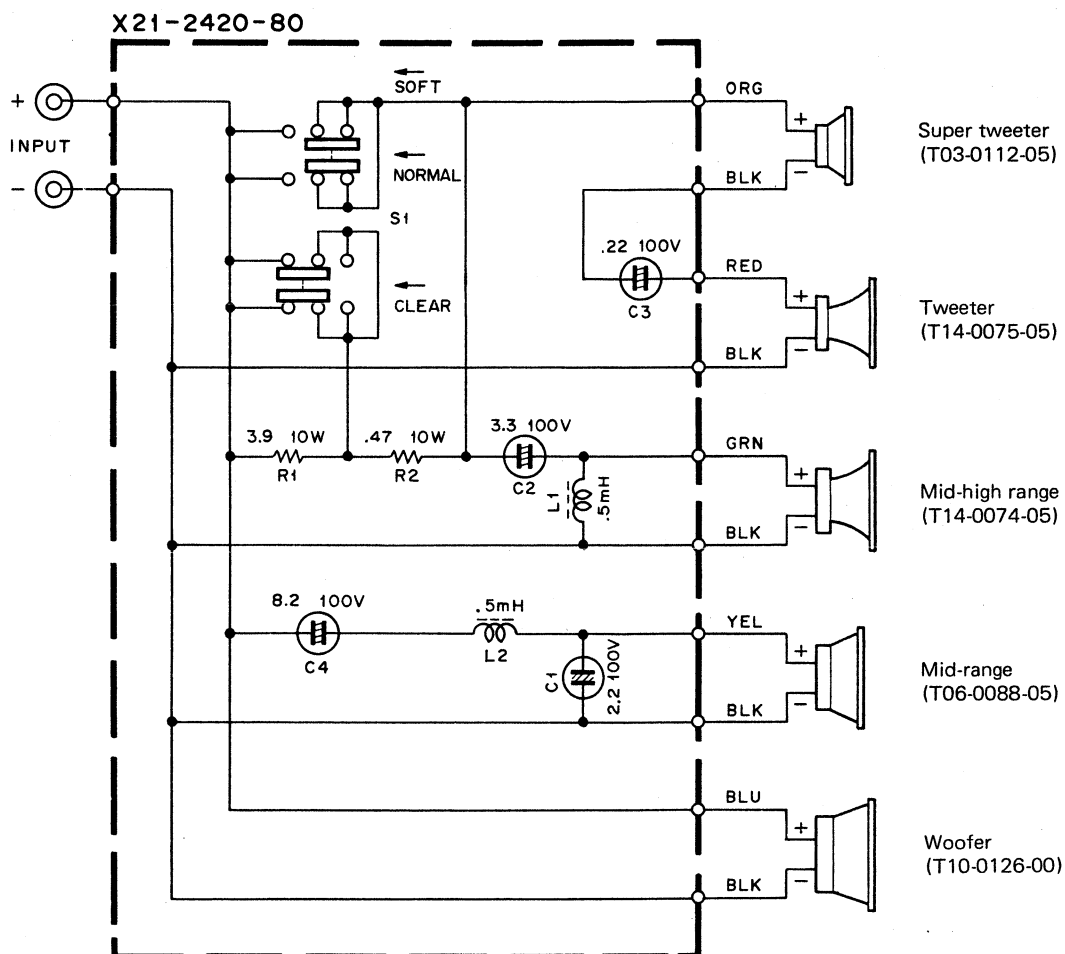 X21-2420-80
SOFT
ORG
+
+
INPUT
Super tweeter
(T03-0112-05)
NORMAL
BLK
−
−
S1
.22 100V
RED
+
C3
CLEAR
Tweeter
(T14-0075-05)
BLK
−
3.9 10W
.47 10W
3.3 100V
GRN
R1
R2
C2
+
L1
.5mH
Mid-high range
(T14-0074-05)
BLK
−
8.2 100V
.5mH
YEL
C4
L2
+
C1
2.2 100V
Mid-range
(T06-0088-05)
BLK
−
BLU
+
Woofer
(T10-0126-00)
BLK
−